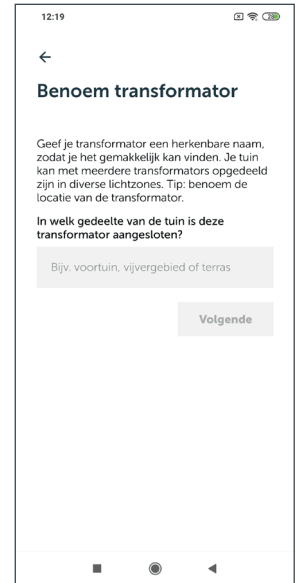 12:19
Benoem transformator
Geef je transformator een herkenbare naam,
zodat je het gemakkelijk kan vinden. Je tuin
kan met meerdere transformators opgedeeld
zijn in diverse lichtzones. Tip: benoem de
locatie van de transformator.
In welk gedeelte van de tuin is deze
transformator aangesloten?
Bijv. voortuin, vijvergebied of terras
Volgende